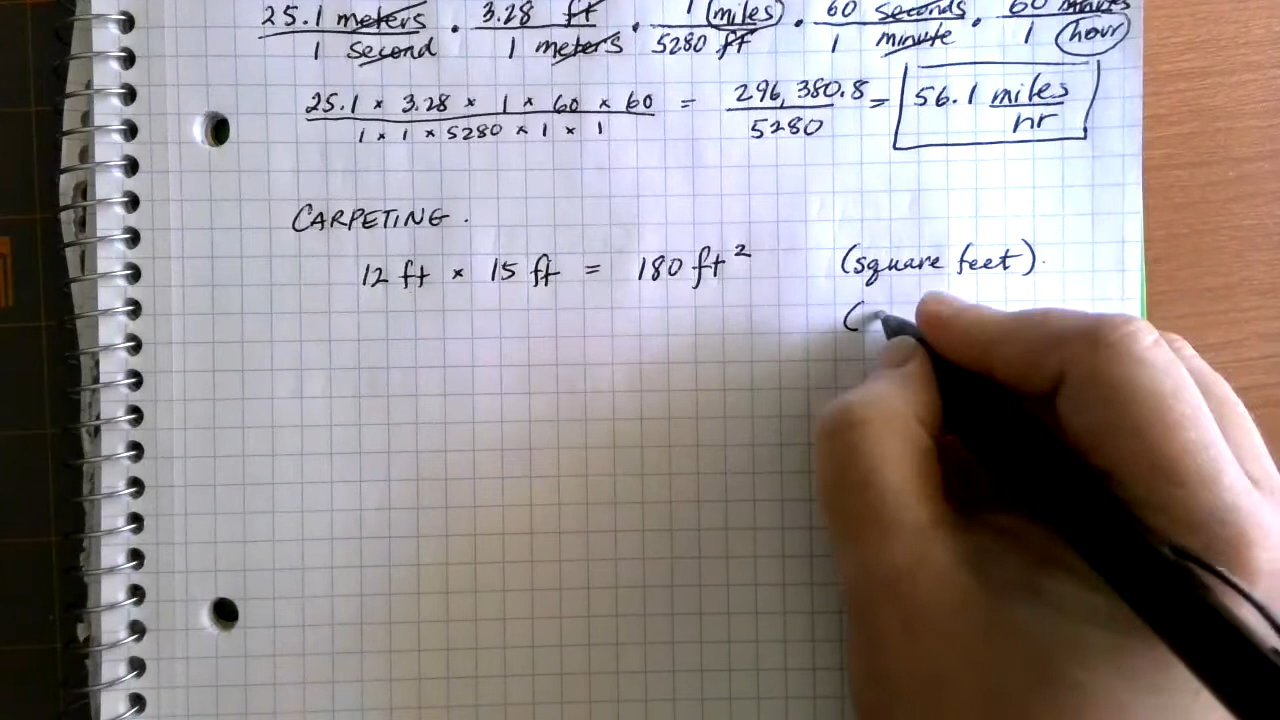 25.1 meters / 1 second · 3.28 ft / 1 meters · 1 miles / 5280 ft · 60 seconds / 1 minute · 60 / 1 hour
25.1 × 3.28 × 1 × 60 × 60 / 1 × 1 × 5280 × 1 × 1 = 296,380.8 / 5280 = 56.1 miles / hr
CARPETING.
12 ft × 15 ft = 180 ft² (square feet).
(